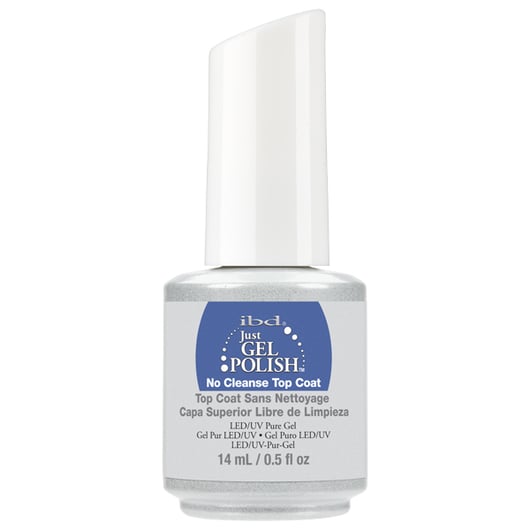 ibd®
Just
GEL
POLISH™
No Cleanse Top Coat
Top Coat Sans Nettoyage
Capa Superior Libre de Limpieza
LED/UV Pure Gel
Gel Pur LED/UV • Gel Puro LED/UV
LED/UV-Pur-Gel
14 mL / 0.5 fl oz